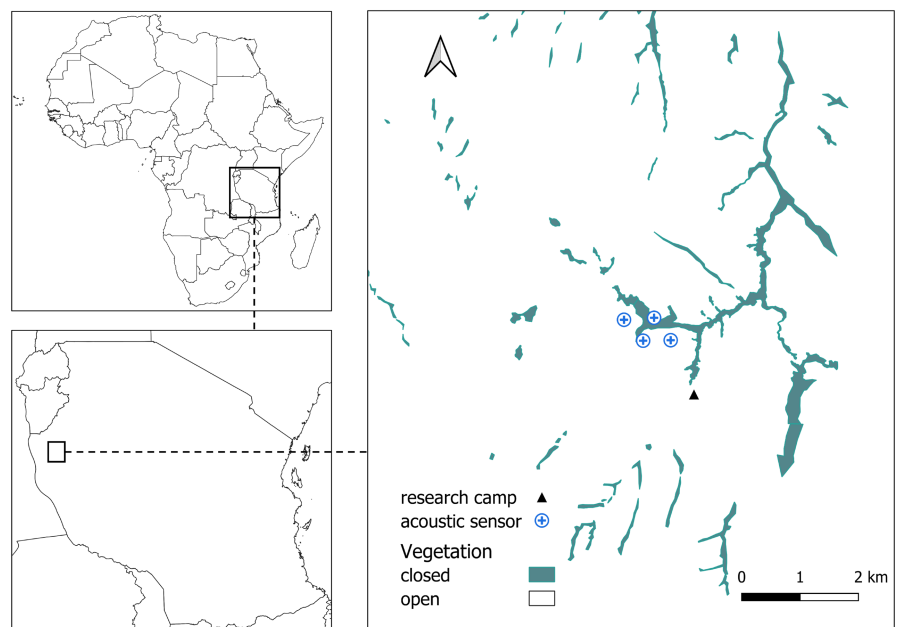 research camp
acoustic sensor
Vegetation
closed
open
0 1 2 km